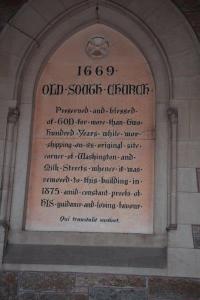 1669
OLD·SOUTH·CHURCH
Preserved·and·blessed
of·GOD·for·more·than·two
hundred·Years·while·wor-
shipping·on·its·original·site
corner·of·Washington·and
Milk·Streets·whence·it·was
removed·to·this·building·in
1875·amid·constant·proofs·of
HIS·guidance·and·loving·favour
Qui transtulit sustinet.